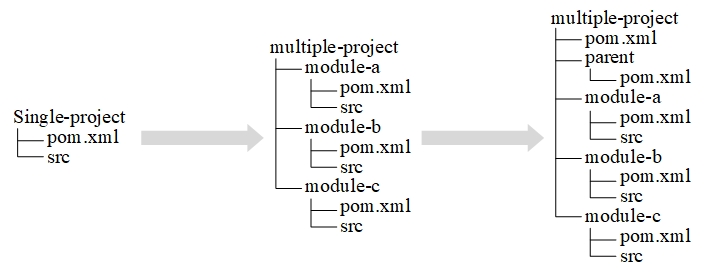 Single-project
pom.xml
src
multiple-project
module-a
pom.xml
src
module-b
pom.xml
src
module-c
pom.xml
src
multiple-project
pom.xml
parent
pom.xml
module-a
pom.xml
src
module-b
pom.xml
src
module-c
pom.xml
src